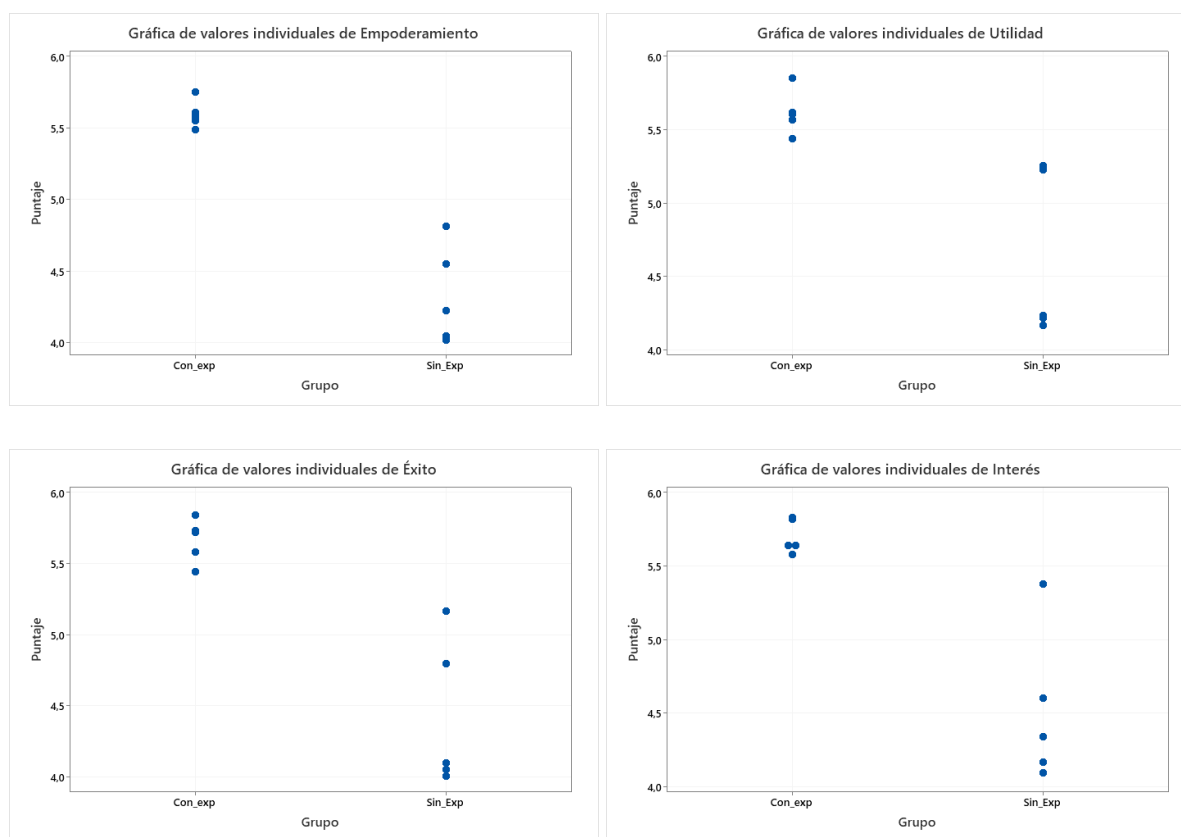 Gráfica de valores individuales de Empoderamiento
6,0
5,5
5,0
4,5
4,0
Puntaje
Con_exp
Sin_Exp
Grupo
Gráfica de valores individuales de Utilidad
6,0
5,5
5,0
4,5
4,0
Puntaje
Con_exp
Sin_Exp
Grupo
Gráfica de valores individuales de Éxito
6,0
5,5
5,0
4,5
4,0
Puntaje
Con_exp
Sin_Exp
Grupo
Gráfica de valores individuales de Interés
6,0
5,5
5,0
4,5
4,0
Puntaje
Con_exp
Sin_Exp
Grupo